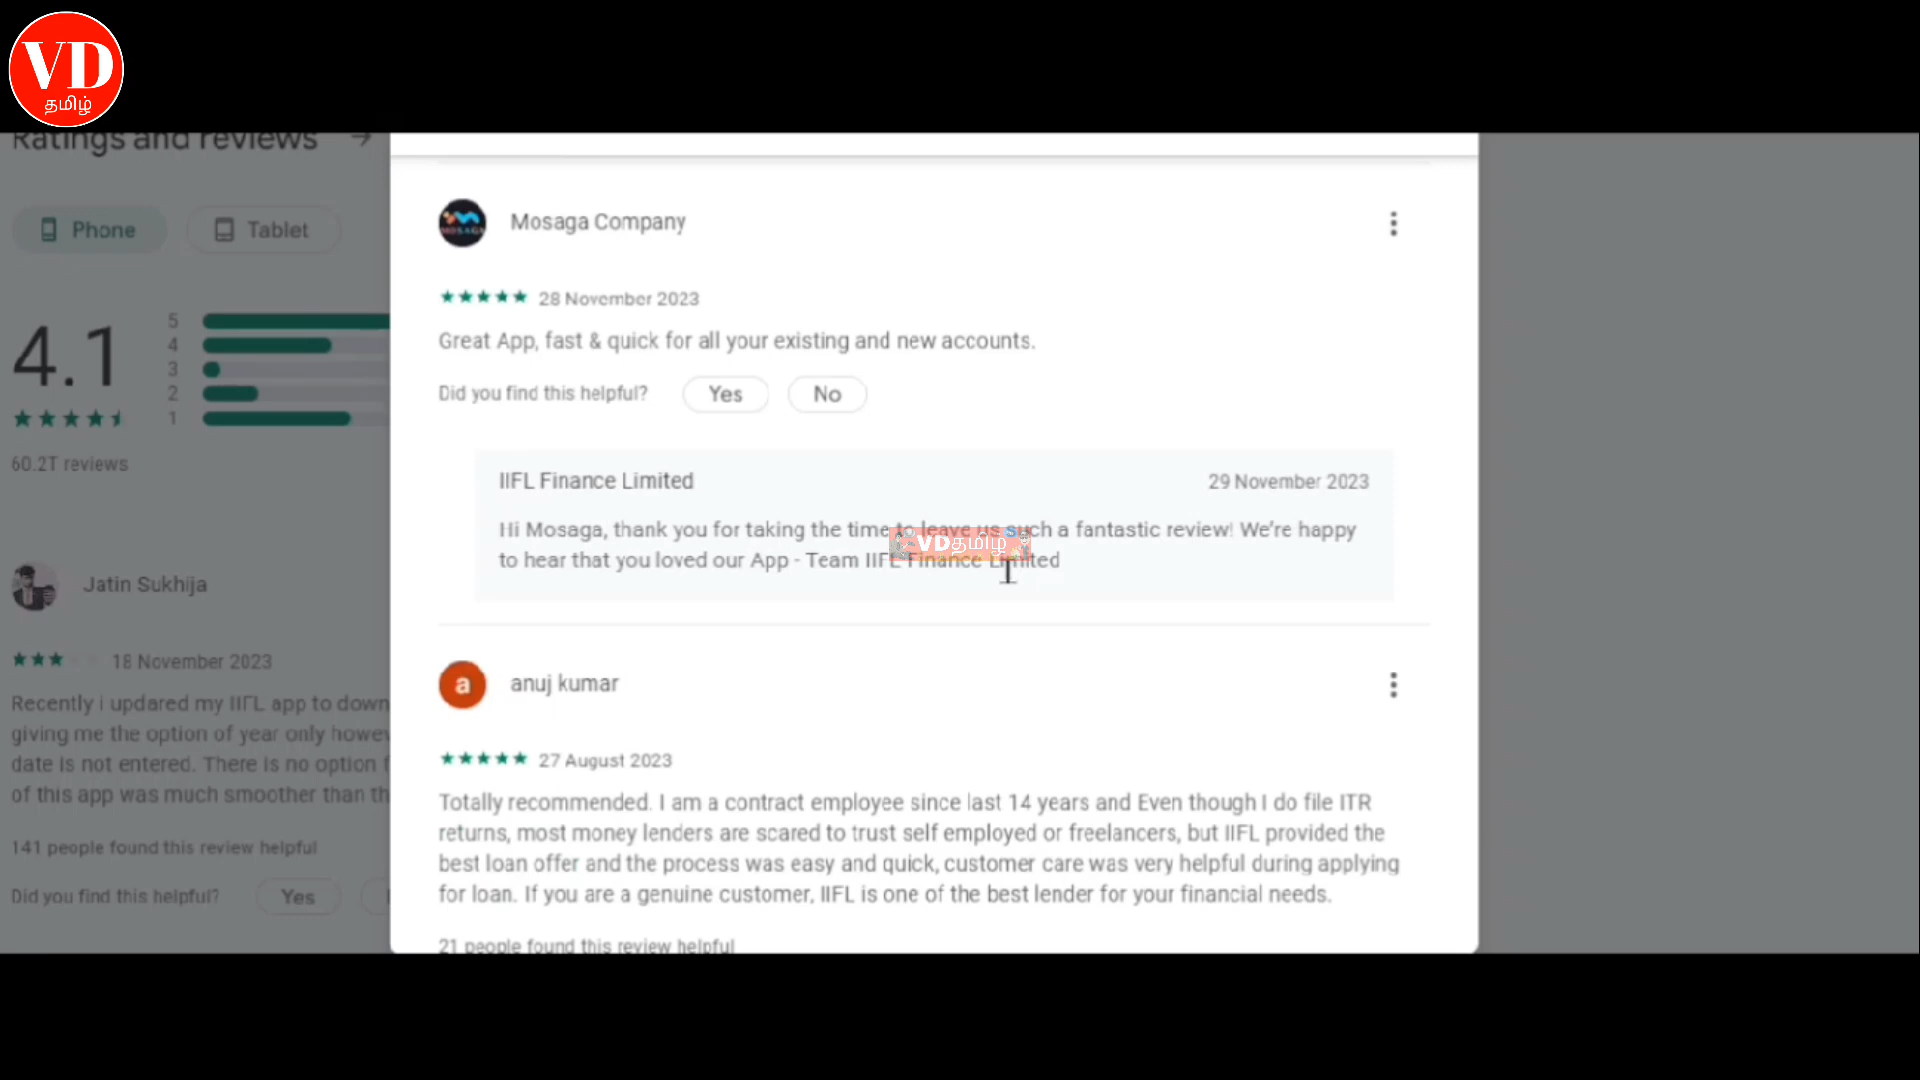 VD
தமிழ்
Ratings and reviews
Phone
Tablet
4.1
5
4
3
2
1
60.2T reviews
Jatin Sukhija
18 November 2023
Recently i updared my IIFL app to down
giving me the option of year only howe
date is not entered. There is no option
of this app was much smoother than th
141 people found this review helpful
Did you find this helpful?
Yes
Mosaga Company
28 November 2023
Great App, fast & quick for all your existing and new accounts.
Did you find this helpful?
Yes
No
IIFL Finance Limited
29 November 2023
Hi Mosaga, thank you for taking the time to leave us such a fantastic review! We're happy
to hear that you loved our App - Team IIFL Finance Limited
VDதமிழ்
anuj kumar
a
27 August 2023
Totally recommended. I am a contract employee since last 14 years and Even though I do file ITR
returns, most money lenders are scared to trust self employed or freelancers, but IIFL provided the
best loan offer and the process was easy and quick, customer care was very helpful during applying
for loan. If you are a genuine customer, IIFL is one of the best lender for your financial needs.
21 people found this review helpful